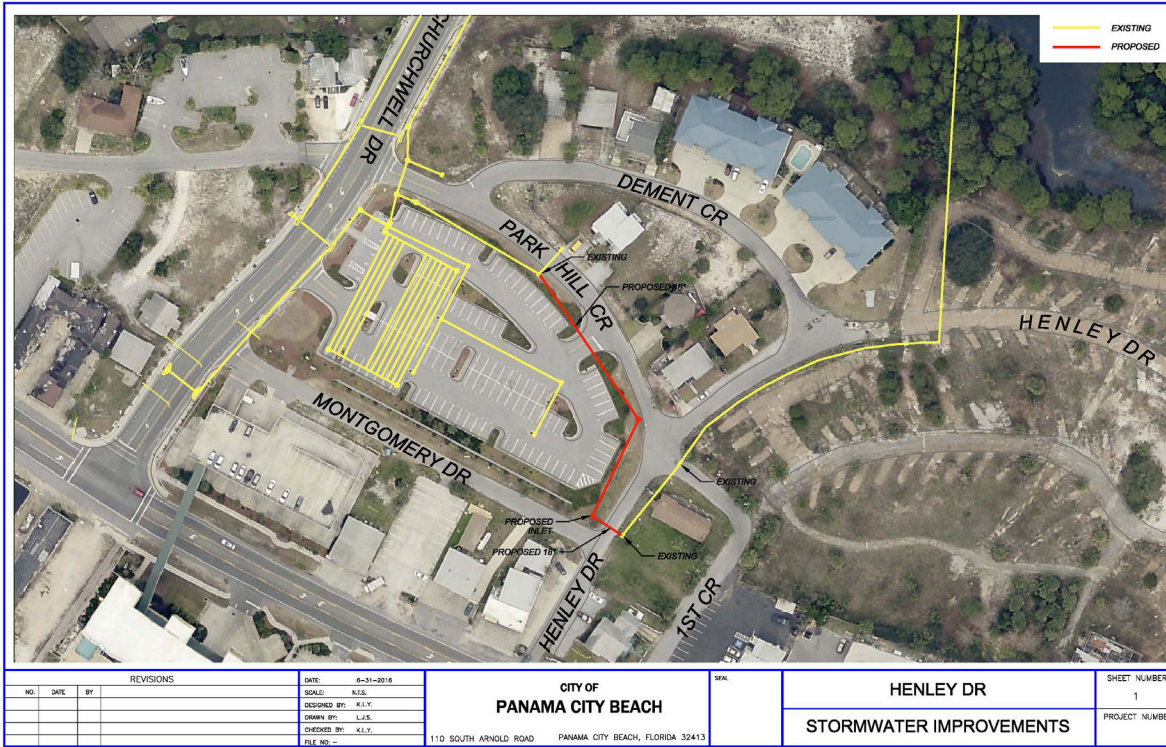 EXISTING
PROPOSED
CHURCHWELL DR
DEMENT CR
PARK HILL CR
EXISTING
PROPOSED 18"
HENLEY DR
MONTGOMERY DR
EXISTING
PROPOSED
INLET
PROPOSED 18"
EXISTING
HENLEY DR
1ST CR
REVISIONS
NO. DATE BY
DATE: 6-31-2016
SCALE: N.T.S.
DESIGNED BY: K.L.Y.
DRAWN BY: L.J.S.
CHECKED BY: K.L.Y.
FILE NO: --
CITY OF
PANAMA CITY BEACH
110 SOUTH ARNOLD ROAD PANAMA CITY BEACH, FLORIDA 32413
SEAL
HENLEY DR
STORMWATER IMPROVEMENTS
SHEET NUMBER
1
PROJECT NUMBE